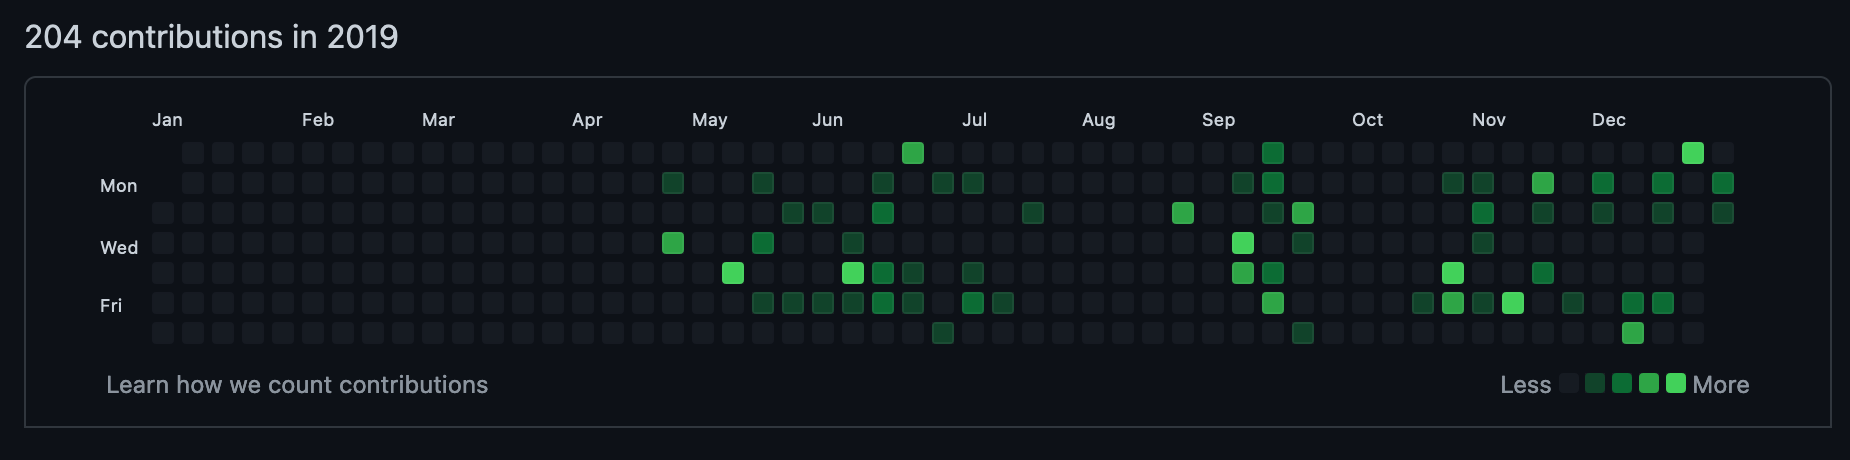 204 contributions in 2019
Jan Feb Mar Apr May Jun Jul Aug Sep Oct Nov Dec
Mon
Wed
Fri
Learn how we count contributions Less More